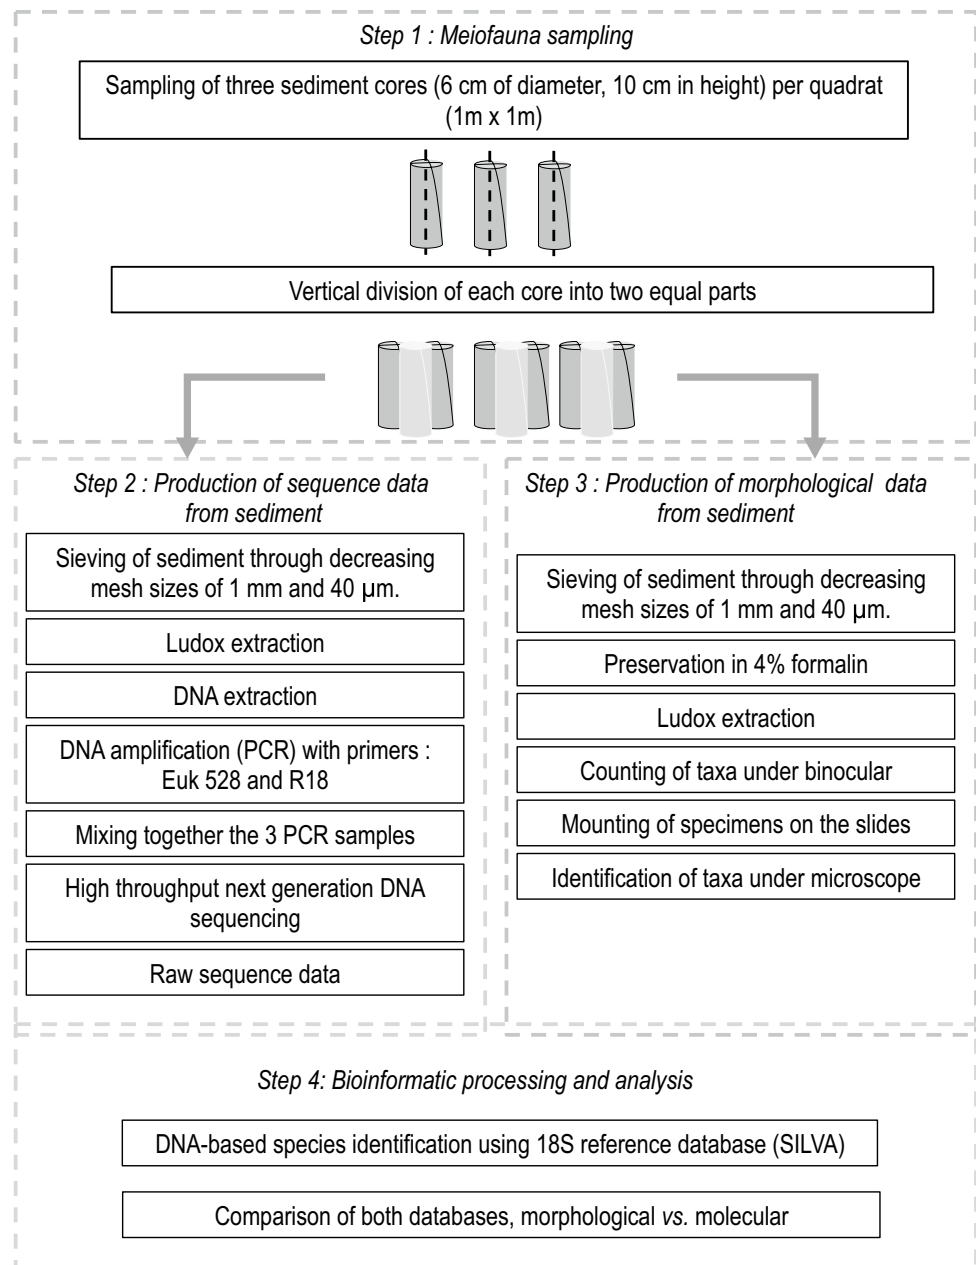 Step 1 : Meiofauna sampling
Sampling of three sediment cores (6 cm of diameter, 10 cm in height) per quadrat
(1m x 1m)
Vertical division of each core into two equal parts
Step 2 : Production of sequence data
from sediment
Sieving of sediment through decreasing
mesh sizes of 1 mm and 40 µm.
Ludox extraction
DNA extraction
DNA amplification (PCR) with primers :
Euk 528 and R18
Mixing together the 3 PCR samples
High throughput next generation DNA
sequencing
Raw sequence data
Step 3 : Production of morphological data
from sediment
Sieving of sediment through decreasing
mesh sizes of 1 mm and 40 µm.
Preservation in 4% formalin
Ludox extraction
Counting of taxa under binocular
Mounting of specimens on the slides
Identification of taxa under microscope
Step 4: Bioinformatic processing and analysis
DNA-based species identification using 18S reference database (SILVA)
Comparison of both databases, morphological vs. molecular